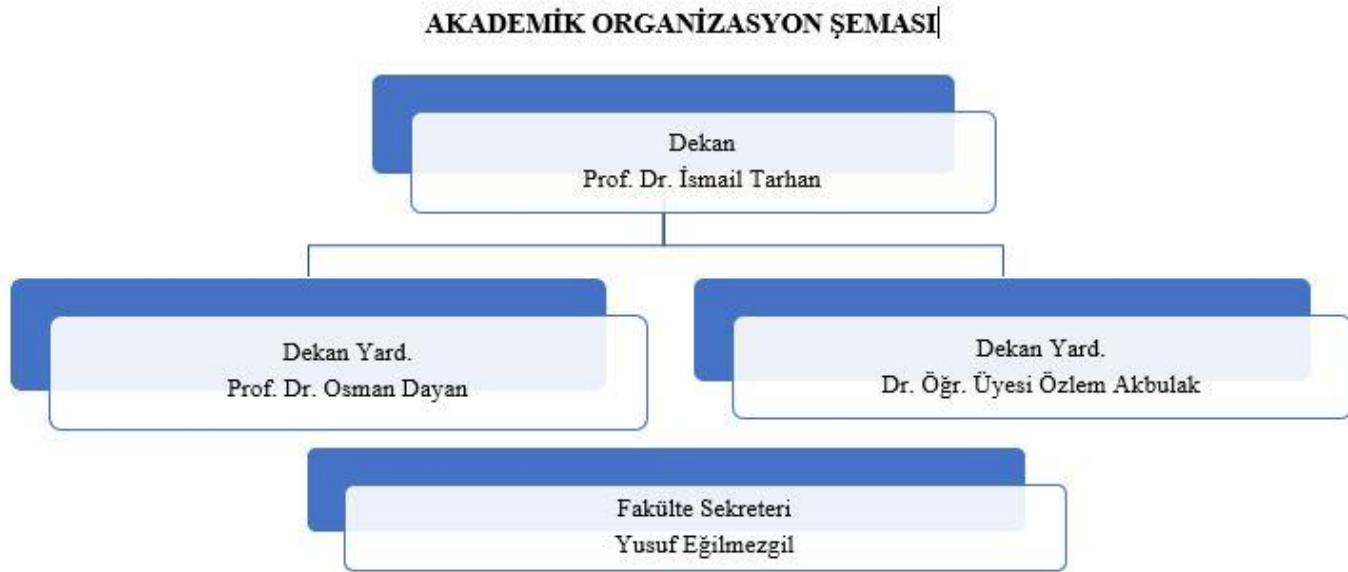 AKADEMİK ORGANİZASYON ŞEMASI
Dekan
Prof. Dr. İsmail Tarhan
Dekan Yard.
Prof. Dr. Osman Dayan
Dekan Yard.
Dr. Öğr. Üyesi Özlem Akbulak
Fakülte Sekreteri
Yusuf Eğilmezgil